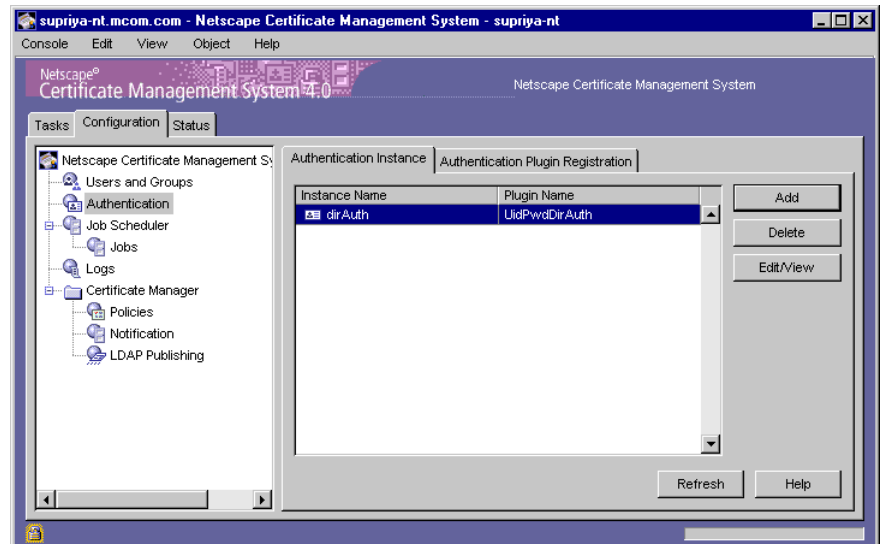 supriya-nt.mcom.com - Netscape Certificate Management System - supriya-nt
Console Edit View Object Help
Netscape®
Certificate Management System 4.0
Netscape Certificate Management System
Tasks Configuration Status
Netscape Certificate Management Sy
Users and Groups
Authentication
Job Scheduler
Jobs
Logs
Certificate Manager
Policies
Notification
LDAP Publishing
Authentication Instance Authentication Plugin Registration
Instance Name Plugin Name
dirAuth UidPwdDirAuth
Add
Delete
Edit/View
Refresh Help